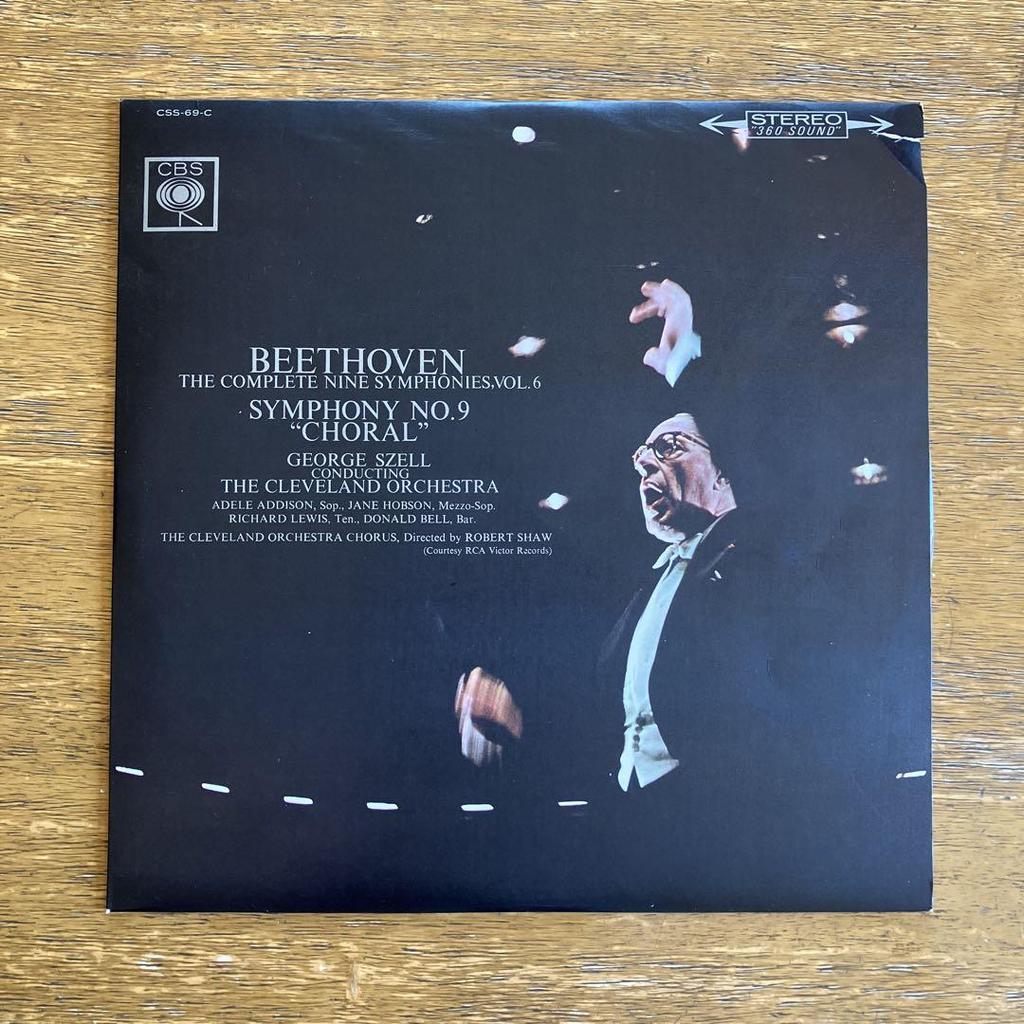 CSS-69-C
STEREO
"360 SOUND"
CBS
BEETHOVEN
THE COMPLETE NINE SYMPHONIES,VOL.6
SYMPHONY NO.9
“CHORAL”
GEORGE SZELL
CONDUCTING
THE CLEVELAND ORCHESTRA
ADELE ADDISON, Sop., JANE HOBSON, Mezzo-Sop.
RICHARD LEWIS, Ten., DONALD BELL, Bar.
THE CLEVELAND ORCHESTRA CHORUS, Directed by ROBERT SHAW
(Courtesy RCA Victor Records)